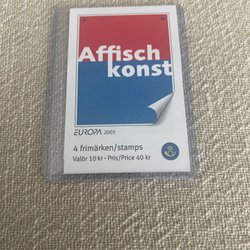 Affisch
konst
EUROPA 2003
4 frimärken/stamps
Valör 10 kr • Pris/Price 40 kr